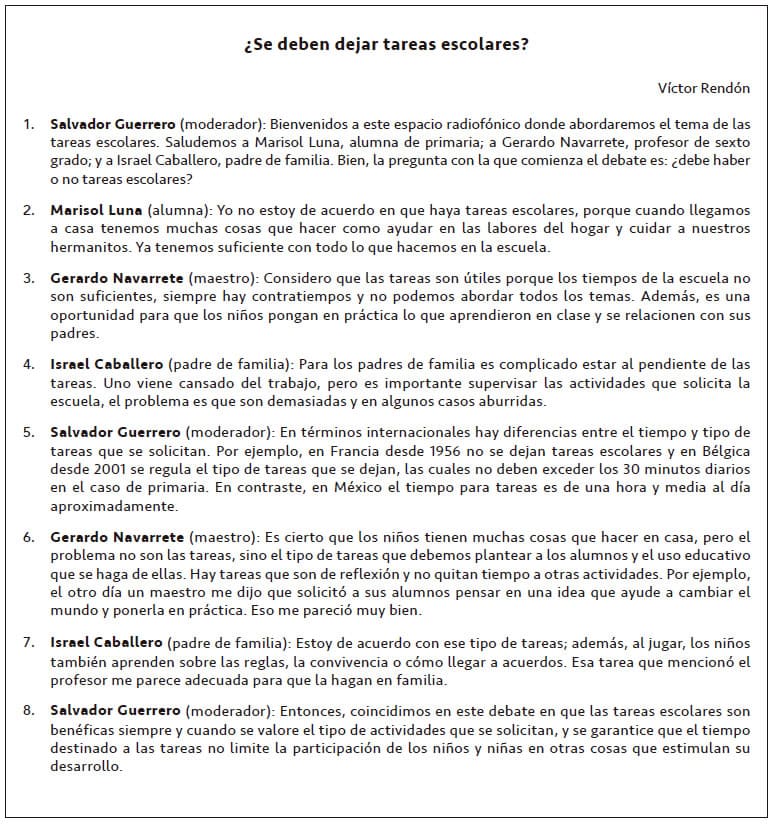 ¿Se deben dejar tareas escolares?
Víctor Rendón
1. Salvador Guerrero (moderador): Bienvenidos a este espacio radiofónico donde abordaremos el tema de las
tareas escolares. Saludemos a Marisol Luna, alumna de primaria; a Gerardo Navarrete, profesor de sexto
grado; y a Israel Caballero, padre de familia. Bien, la pregunta con la que comienza el debate es: ¿debe haber
o no tareas escolares?
2. Marisol Luna (alumna): Yo no estoy de acuerdo en que haya tareas escolares, porque cuando llegamos
a casa tenemos muchas cosas que hacer como ayudar en las labores del hogar y cuidar a nuestros
hermanitos. Ya tenemos suficiente con todo lo que hacemos en la escuela.
3. Gerardo Navarrete (maestro): Considero que las tareas son útiles porque los tiempos de la escuela no
son suficientes, siempre hay contratiempos y no podemos abordar todos los temas. Además, es una
oportunidad para que los niños pongan en práctica lo que aprendieron en clase y se relacionen con sus
padres.
4. Israel Caballero (padre de familia): Para los padres de familia es complicado estar al pendiente de las
tareas. Uno viene cansado del trabajo, pero es importante supervisar las actividades que solicita la
escuela, el problema es que son demasiadas y en algunos casos aburridas.
5. Salvador Guerrero (moderador): En términos internacionales hay diferencias entre el tiempo y tipo de
tareas que se solicitan. Por ejemplo, en Francia desde 1956 no se dejan tareas escolares y en Bélgica
desde 2001 se regula el tipo de tareas que se dejan, las cuales no deben exceder los 30 minutos diarios
en el caso de primaria. En contraste, en México el tiempo para tareas es de una hora y media al día
aproximadamente.
6. Gerardo Navarrete (maestro): Es cierto que los niños tienen muchas cosas que hacer en casa, pero el
problema no son las tareas, sino el tipo de tareas que debemos plantear a los alumnos y el uso educativo
que se haga de ellas. Hay tareas que son de reflexión y no quitan tiempo a otras actividades. Por ejemplo,
el otro día un maestro me dijo que solicitó a sus alumnos pensar en una idea que ayude a cambiar el
mundo y ponerla en práctica. Eso me pareció muy bien.
7. Israel Caballero (padre de familia): Estoy de acuerdo con ese tipo de tareas; además, al jugar, los niños
también aprenden sobre las reglas, la convivencia o cómo llegar a acuerdos. Esa tarea que mencionó el
profesor me parece adecuada para que la hagan en familia.
8. Salvador Guerrero (moderador): Entonces, coincidimos en este debate en que las tareas escolares son
benéficas siempre y cuando se valore el tipo de actividades que se solicitan, y se garantice que el tiempo
destinado a las tareas no limite la participación de los niños y niñas en otras cosas que estimulan su
desarrollo.